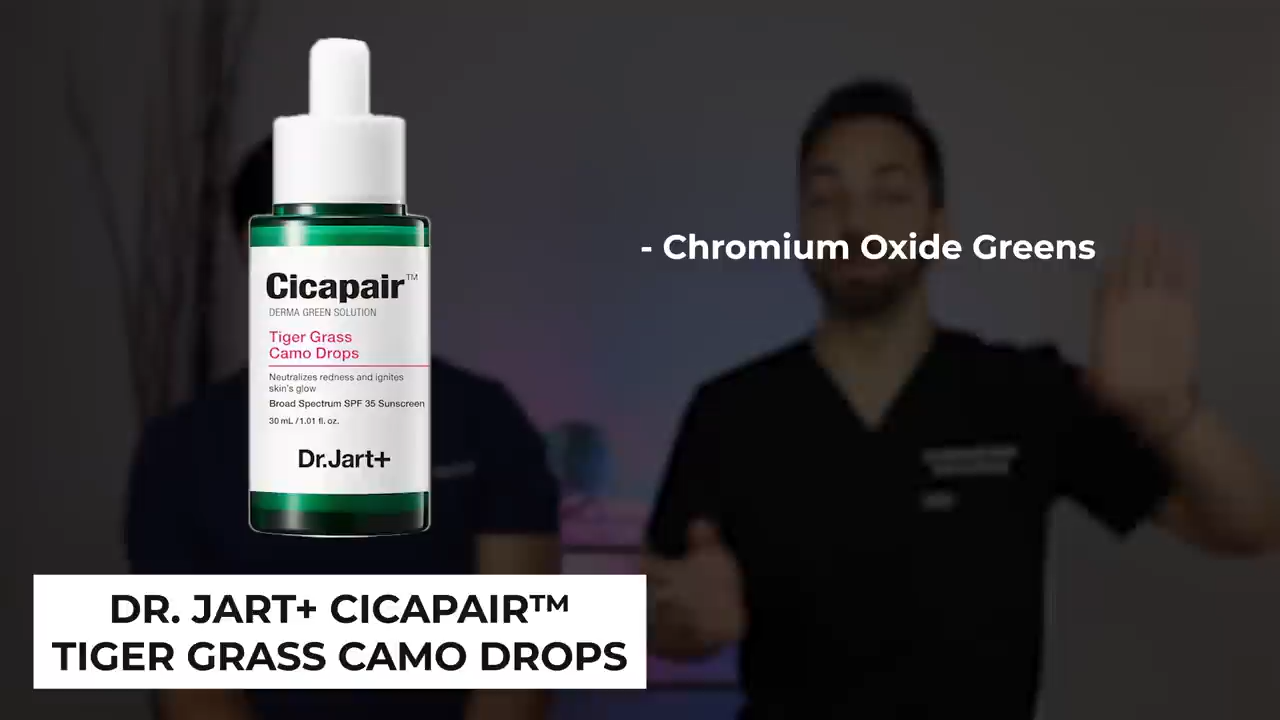 Cicapair™
DERMA GREEN SOLUTION
Tiger Grass
Camo Drops
Neutralizes redness and ignites
skin's glow
Broad Spectrum SPF 35 Sunscreen
30 mL / 1.01 fl. oz.
Dr.Jart+
- Chromium Oxide Greens
DR. JART+ CICAPAIR™
TIGER GRASS CAMO DROPS